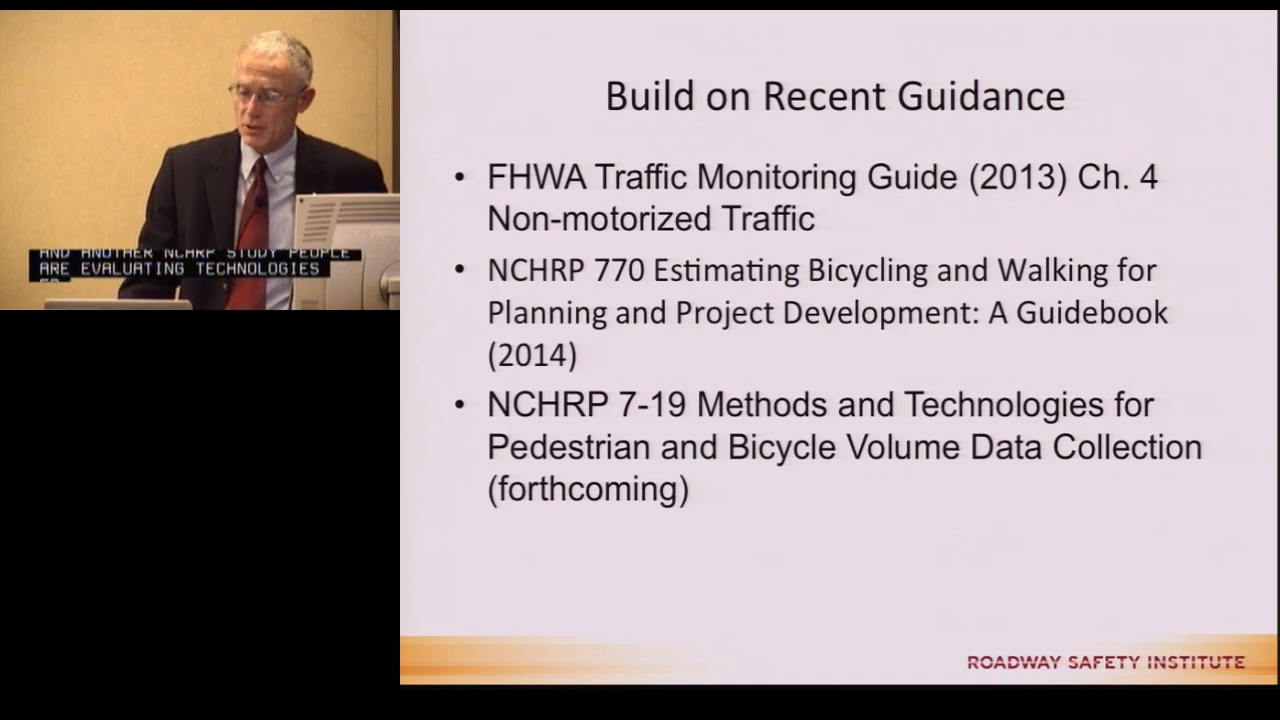 Build on Recent Guidance
• FHWA Traffic Monitoring Guide (2013) Ch. 4
Non-motorized Traffic
• NCHRP 770 Estimating Bicycling and Walking for
Planning and Project Development: A Guidebook
(2014)
• NCHRP 7-19 Methods and Technologies for
Pedestrian and Bicycle Volume Data Collection
(forthcoming)
AND ANOTHER NCHRP STUDY PEOPLE
ARE EVALUATING TECHNOLOGIES
ROADWAY SAFETY INSTITUTE